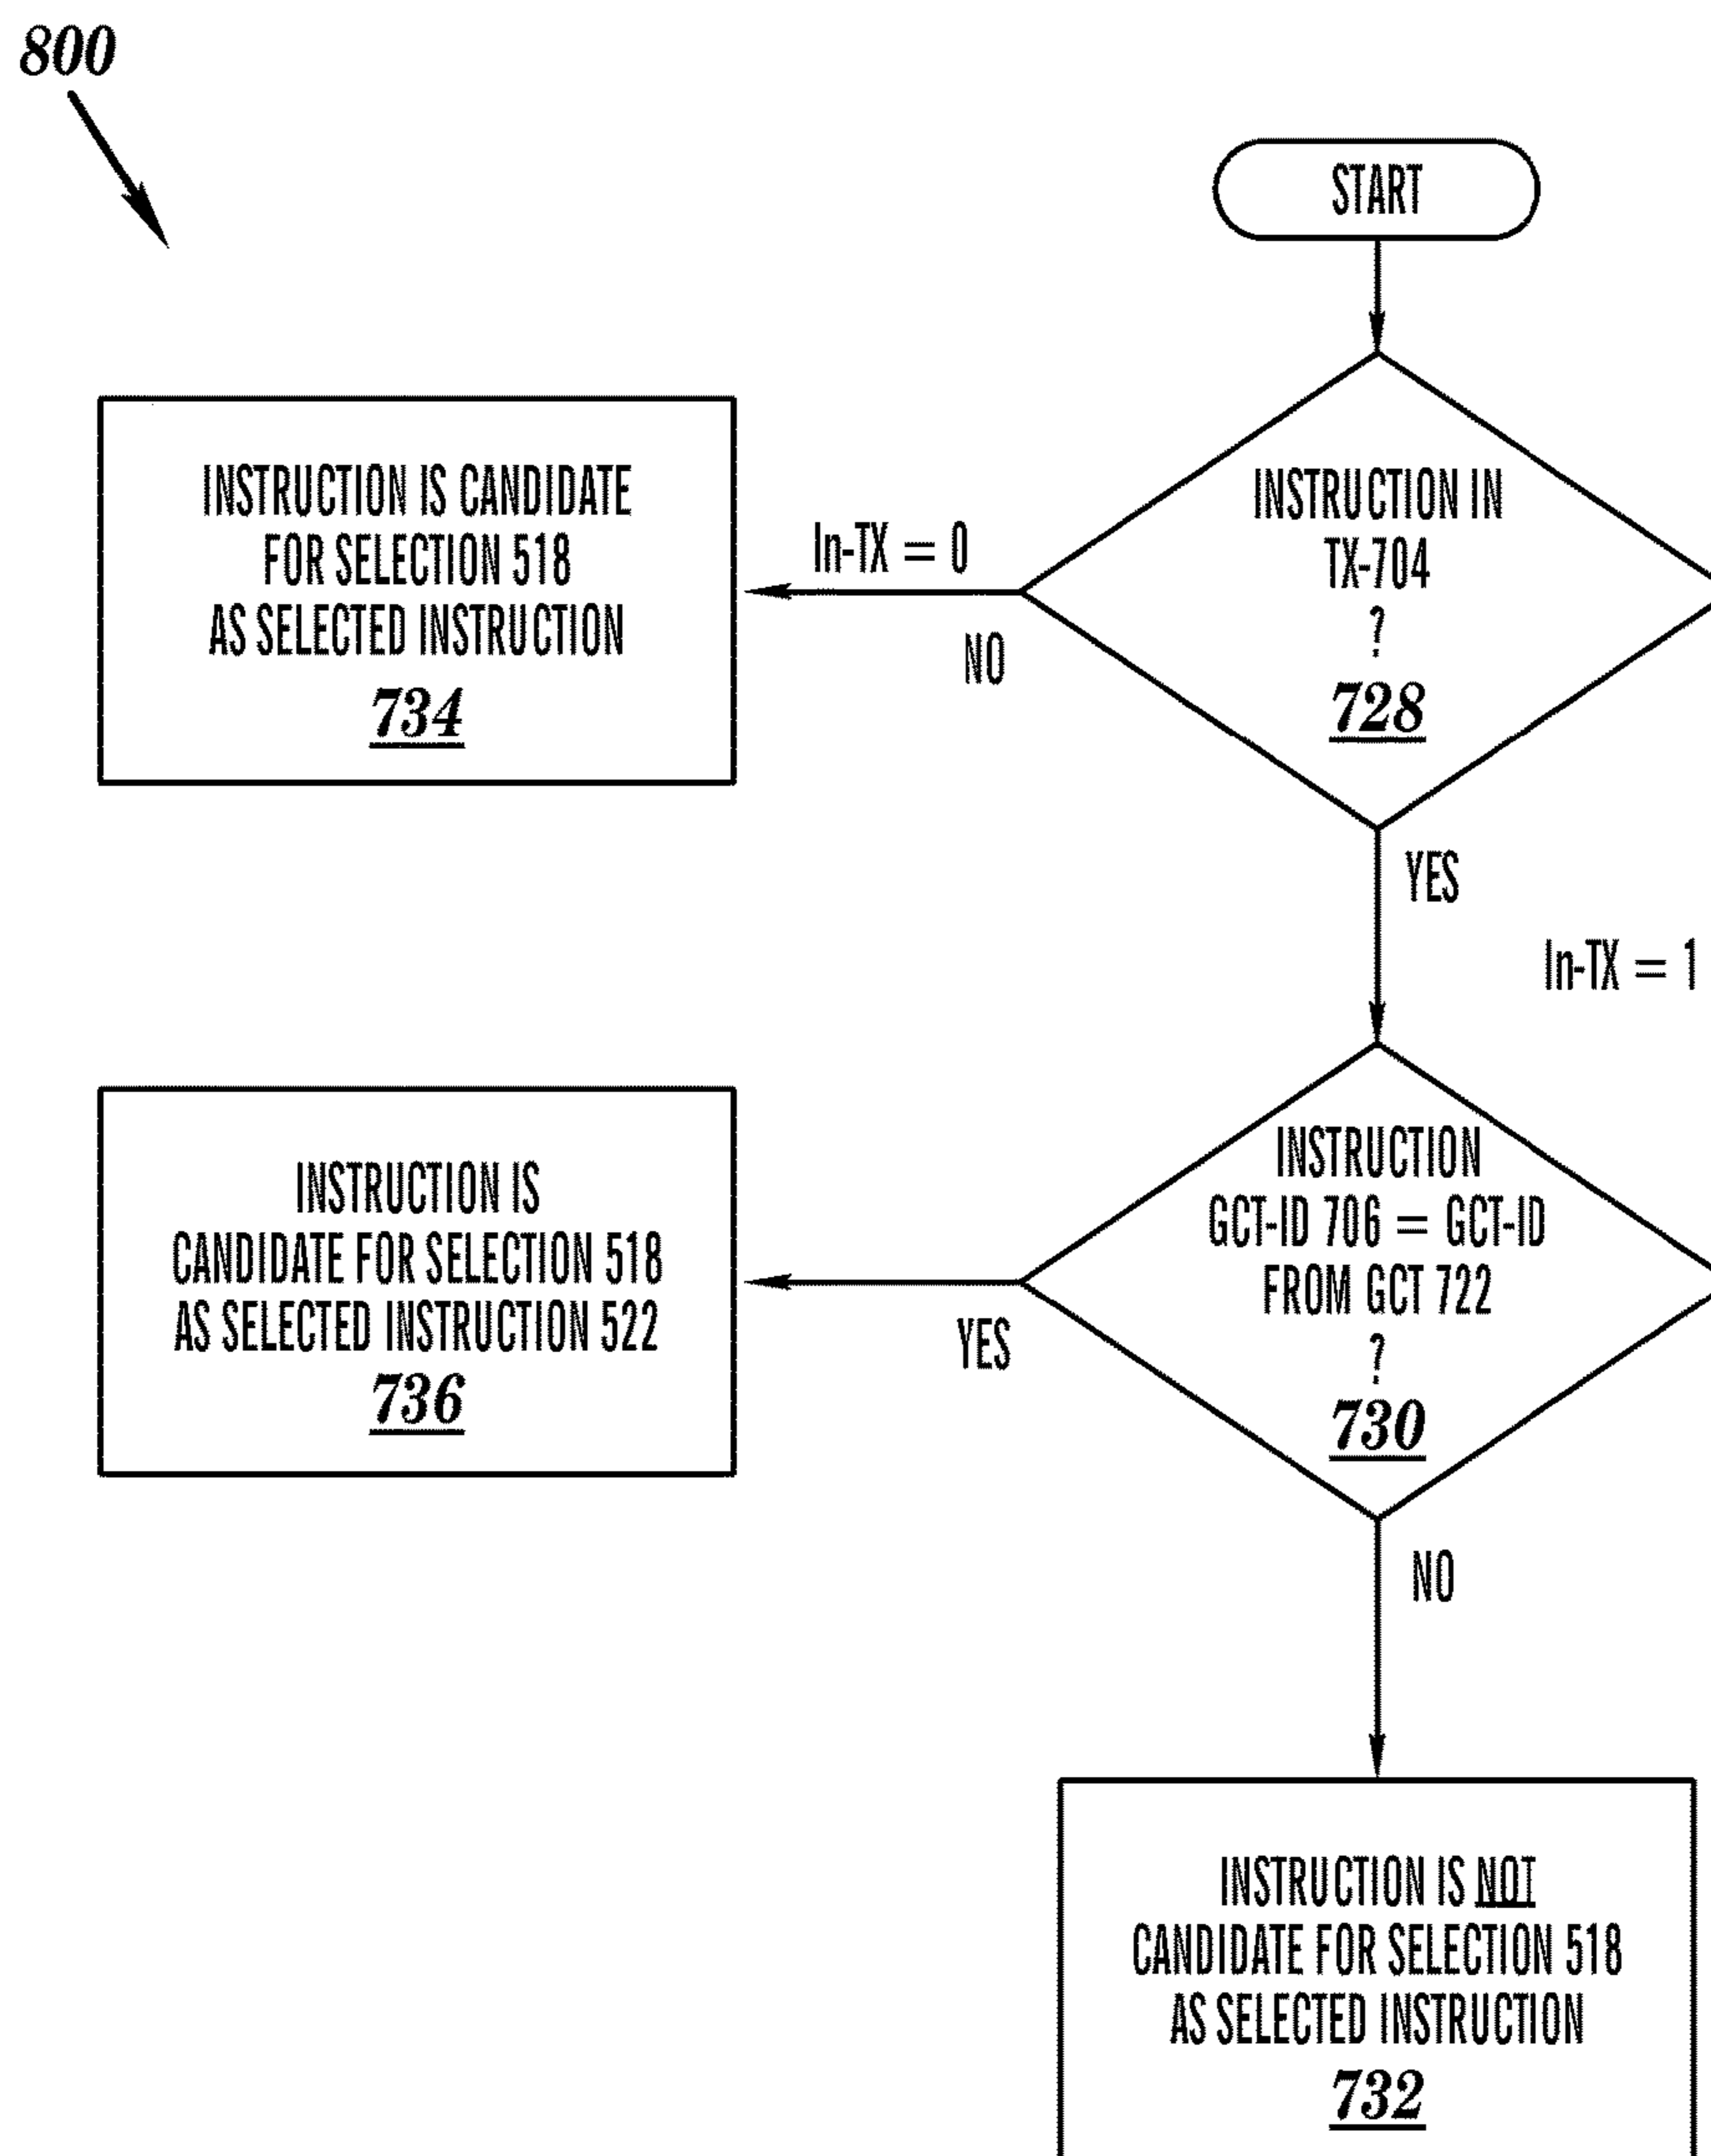 800
START
INSTRUCTION IN
TX-704
?
728
In-TX = 0
NO
INSTRUCTION IS CANDIDATE
FOR SELECTION 518
AS SELECTED INSTRUCTION
734
YES
In-TX = 1
INSTRUCTION
GCT-ID 706 = GCT-ID
FROM GCT 722
?
730
YES
INSTRUCTION IS
CANDIDATE FOR SELECTION 518
AS SELECTED INSTRUCTION 522
736
NO
INSTRUCTION IS NOT
CANDIDATE FOR SELECTION 518
AS SELECTED INSTRUCTION
732